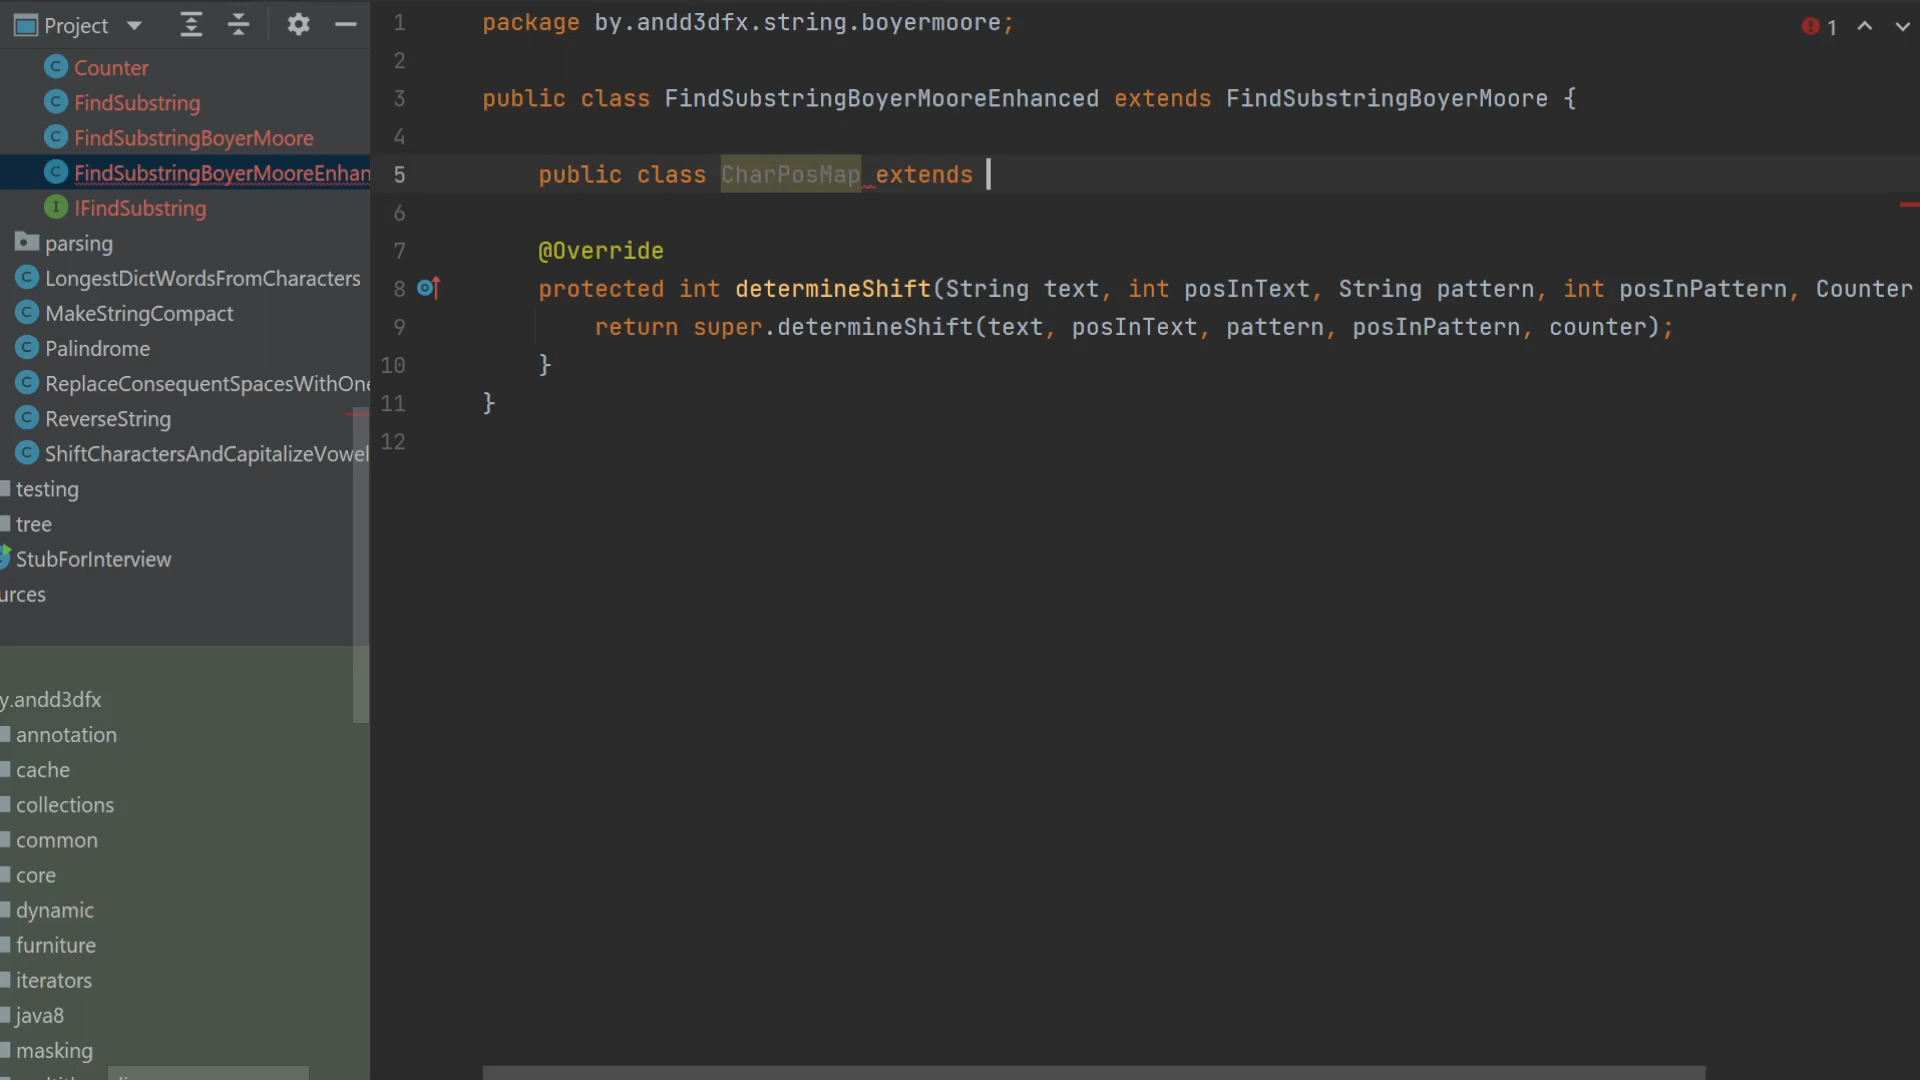 Project
Counter
FindSubstring
FindSubstringBoyerMoore
FindSubstringBoyerMooreEnhan
IFindSubstring
parsing
LongestDictWordsFromCharacters
MakeStringCompact
Palindrome
ReplaceConsequentSpacesWithOne
ReverseString
ShiftCharactersAndCapitalizeVowel
testing
tree
StubForInterview
urces
y.andd3dfx
annotation
cache
collections
common
core
dynamic
furniture
iterators
java8
masking
1 package by.andd3dfx.string.boyermoore;
2
3 public class FindSubstringBoyerMooreEnhanced extends FindSubstringBoyerMoore {
4
5 public class CharPosMap extends
6
7 @Override
8 protected int determineShift(String text, int posInText, String pattern, int posInPattern, Counter
9 return super.determineShift(text, posInText, pattern, posInPattern, counter);
10 }
11 }
12
1